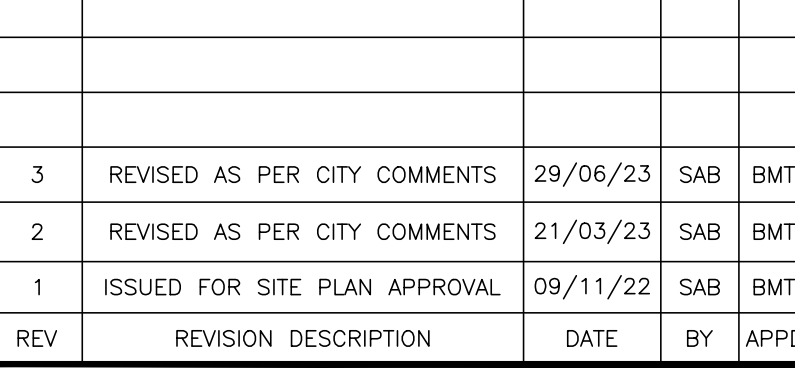 3 REVISED AS PER CITY COMMENTS 29/06/23 SAB BMT
2 REVISED AS PER CITY COMMENTS 21/03/23 SAB BMT
1 ISSUED FOR SITE PLAN APPROVAL 09/11/22 SAB BMT
REV REVISION DESCRIPTION DATE BY APPD